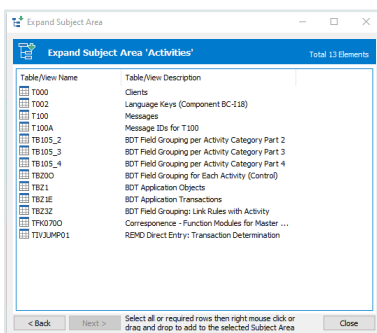 Expand Subject Area
Expand Subject Area 'Activities'
Total 13 Elements
Table/View Name Table/View Description
T000 Clients
T002 Language Keys (Component BC-I18)
T100 Messages
T100A Message IDs for T100
TB105_2 BDT Field Grouping per Activity Category Part 2
TB105_3 BDT Field Grouping per Activity Category Part 3
TB105_4 BDT Field Grouping per Activity Category Part 4
TBZ0O BDT Field Grouping for Each Activity (Control)
TBZ1 BDT Application Objects
TBZ1E BDT Application Transactions
TBZ3Z BDT Field Grouping: Link Rules with Activity
TFK070O Corresponence - Function Modules for Master ...
TIVJUMP01 REMD Direct Entry: Transaction Determination
< Back Next > Select all or required rows then right mouse click or
drag and drop to add to the selected Subject Area Close